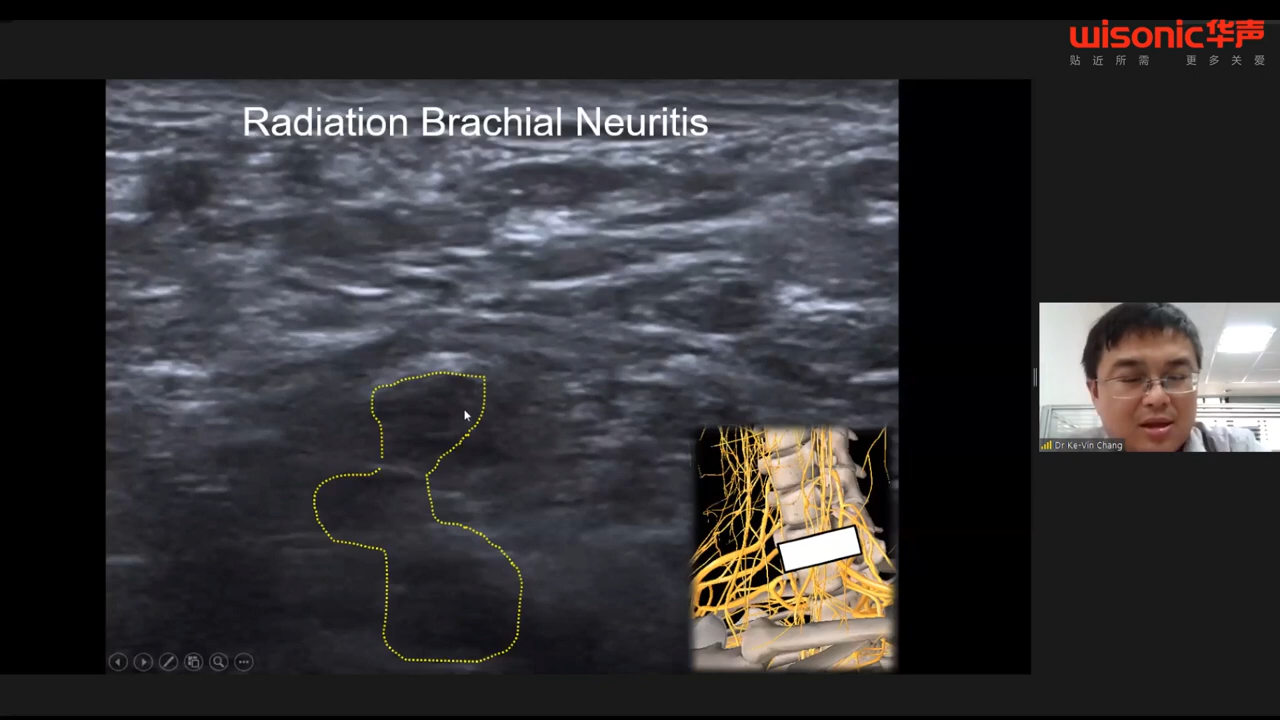 wisonic华声
贴近所需 更多关爱
Radiation Brachial Neuritis
Dr Ke-Vin Chang